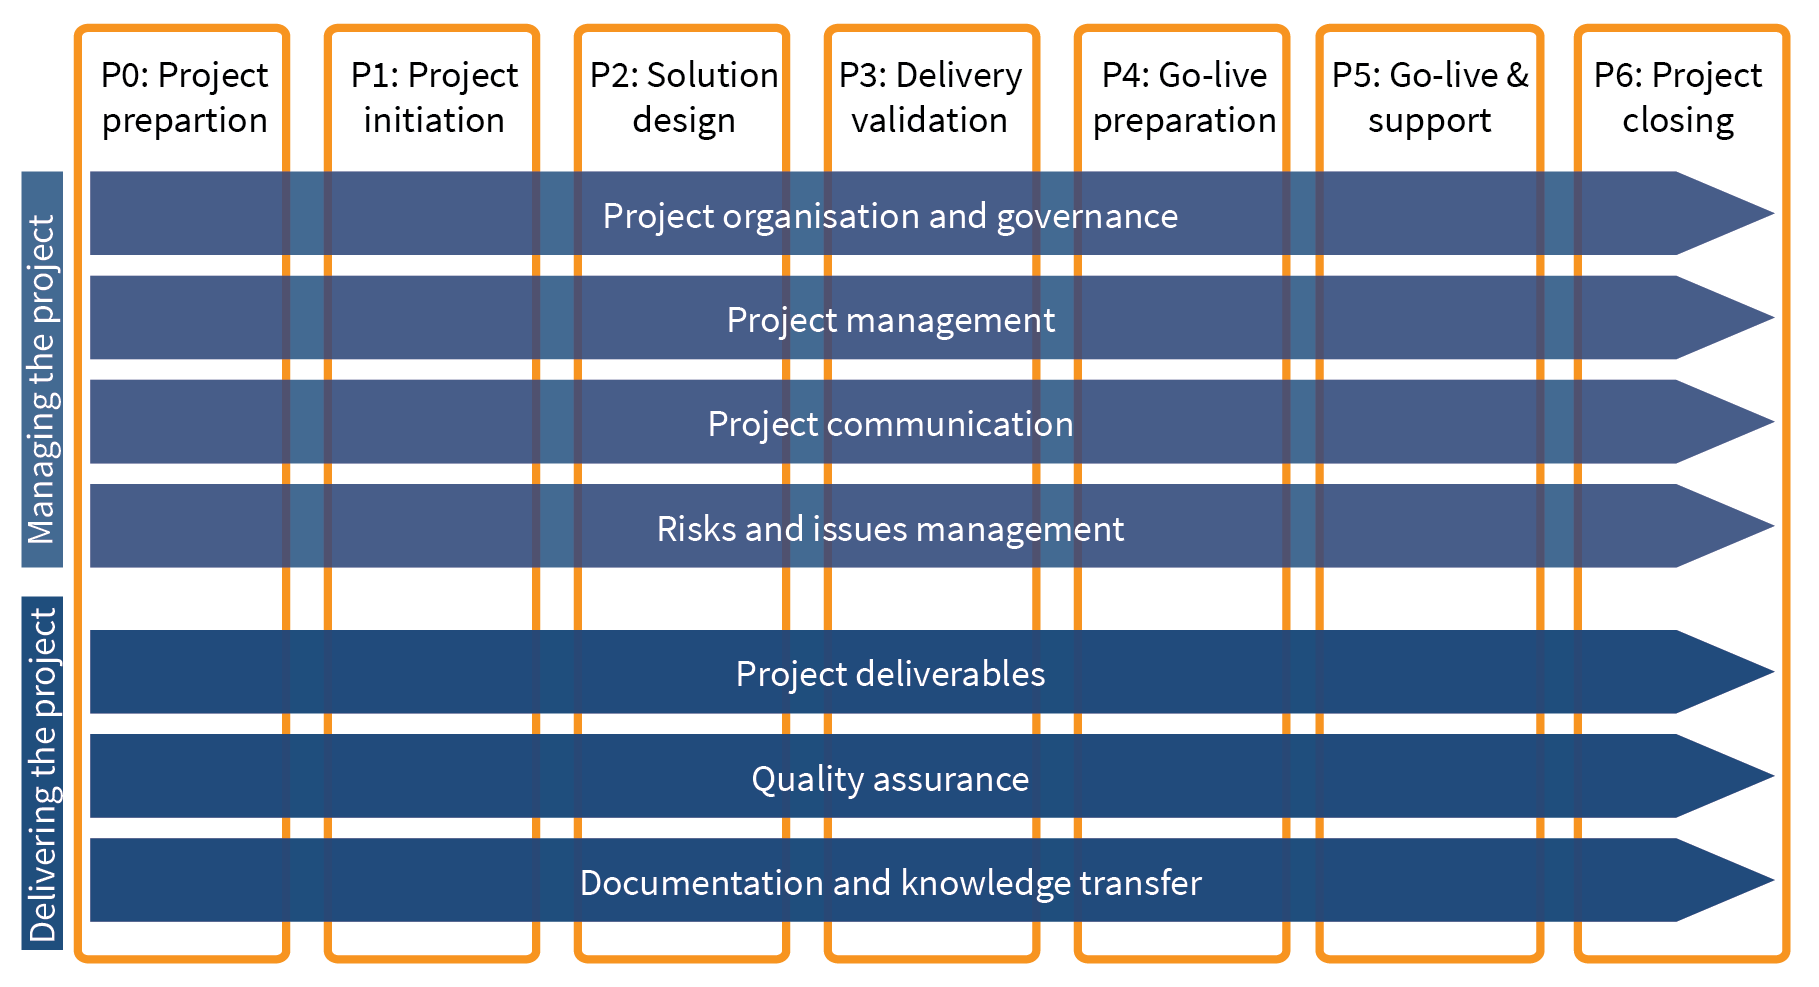 P0: Project
prepartion
P1: Project
initiation
P2: Solution
design
P3: Delivery
validation
P4: Go-live
preparation
P5: Go-live &
support
P6: Project
closing
Managing the project
Project organisation and governance
Project management
Project communication
Risks and issues management
Delivering the project
Project deliverables
Quality assurance
Documentation and knowledge transfer